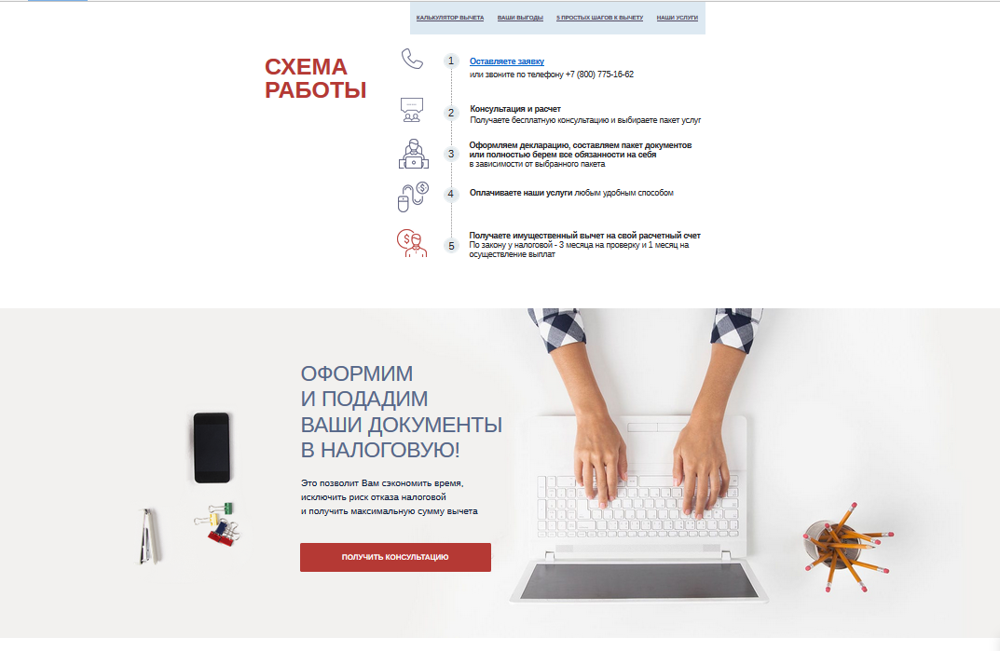 КАЛЬКУЛЯТОР ВЫЧЕТА ВАШИ ВЫГОДЫ 5 ПРОСТЫХ ШАГОВ К ВЫЧЕТУ НАШИ УСЛУГИ
СХЕМА
РАБОТЫ
1 Оставляете заявку
или звоните по телефону +7 (800) 775-16-62
2 Консультация и расчет
Получаете бесплатную консультацию и выбираете пакет услуг
3 Оформляем декларацию, составляем пакет документов
или полностью берем все обязанности на себя
в зависимости от выбранного пакета
4 Оплачиваете наши услуги любым удобным способом
5 Получаете имущественный вычет на свой расчетный счет
По закону у налоговой - 3 месяца на проверку и 1 месяц на
осуществление выплат
ОФОРМИМ
И ПОДАДИМ
ВАШИ ДОКУМЕНТЫ
В НАЛОГОВУЮ!
Это позволит Вам сэкономить время,
исключить риск отказа налоговой
и получить максимальную сумму вычета
ПОЛУЧИТЬ КОНСУЛЬТАЦИЮ